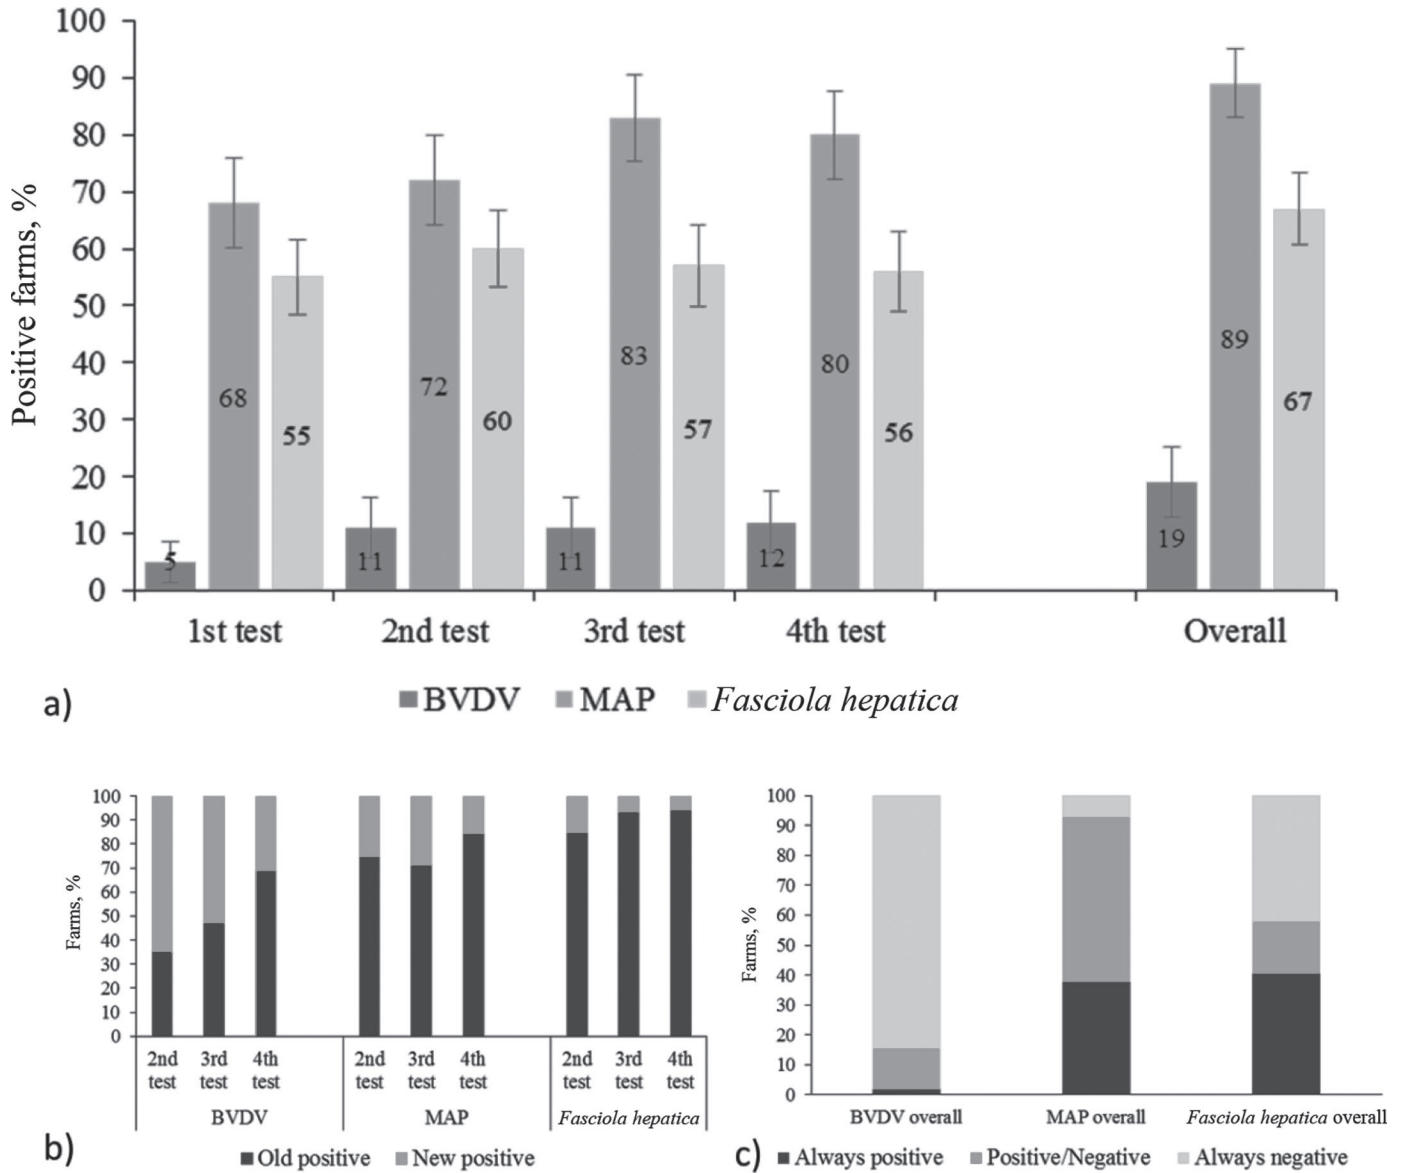 Positive farms, %
100
90
80
70
60
50
40
30
20
10
0
5
68
55
11
72
60
11
83
57
12
80
56
19
89
67
1st test
2nd test
3rd test
4th test
Overall
a)
BVDV
MAP
Fasciola hepatica
Farms, %
100
90
80
70
60
50
40
30
20
10
0
2nd test
3rd test
4th test
2nd test
3rd test
4th test
2nd test
3rd test
4th test
BVDV
MAP
Fasciola hepatica
b)
Old positive
New positive
Farms, %
100
90
80
70
60
50
40
30
20
10
0
BVDV overall
MAP overall
Fasciola hepatica overall
c)
Always positive
Positive/Negative
Always negative